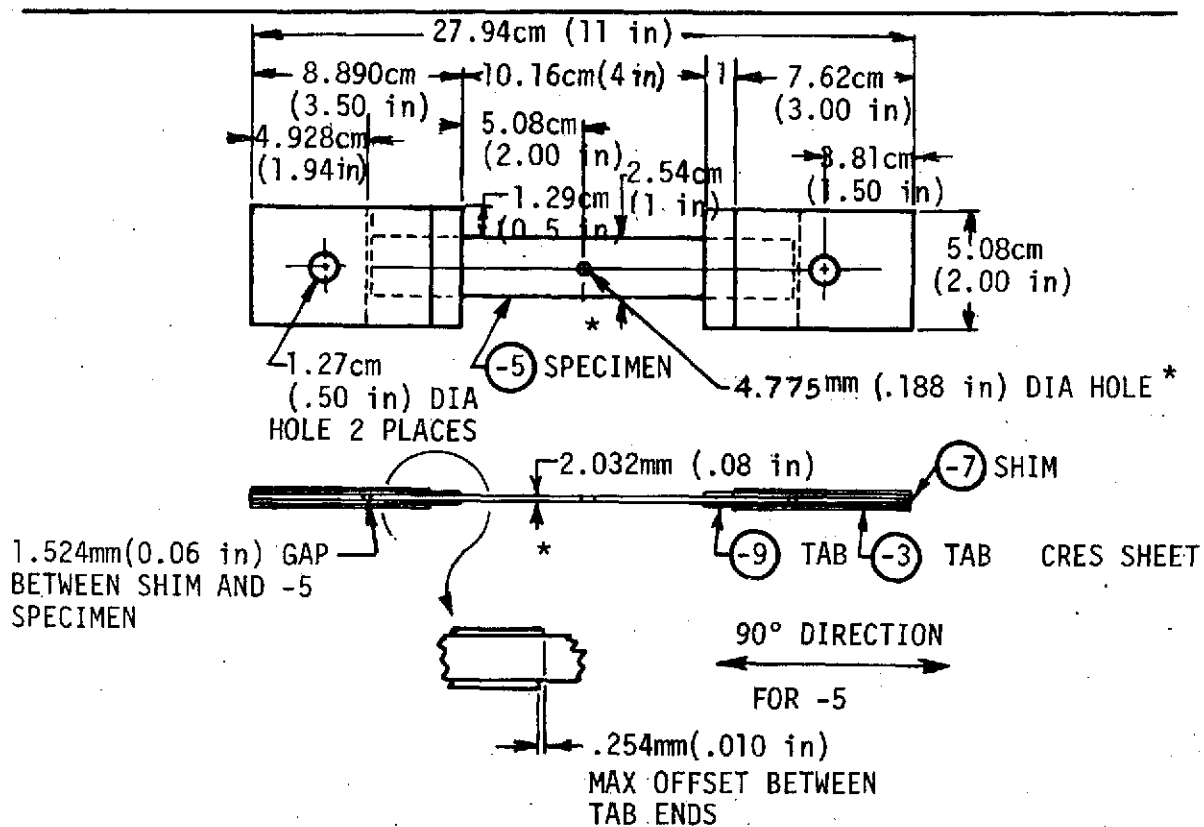 27.94cm (11 in)
8.890cm
(3.50 in)
10.16cm(4 in)
1
7.62cm
(3.00 in)
4.928cm
(1.94in)
5.08cm
(2.00 in)
2.54cm
(1 in)
3.81cm
(1.50 in)
1.29cm
(0.5 in)
5.08cm
(2.00 in)
*
1.27cm
(.50 in) DIA
HOLE 2 PLACES
-5 SPECIMEN
4.775mm (.188 in) DIA HOLE *
2.032mm (.08 in)
-7 SHIM
*
1.524mm(0.06 in) GAP
BETWEEN SHIM AND -5
SPECIMEN
-9 TAB
-3 TAB CRES SHEET
90° DIRECTION
FOR -5
.254mm(.010 in)
MAX OFFSET BETWEEN
TAB ENDS